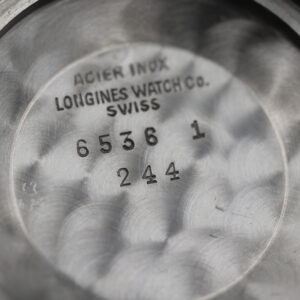 ACIER INOX
LONGINES WATCH Co.
SWISS
6536 1
244